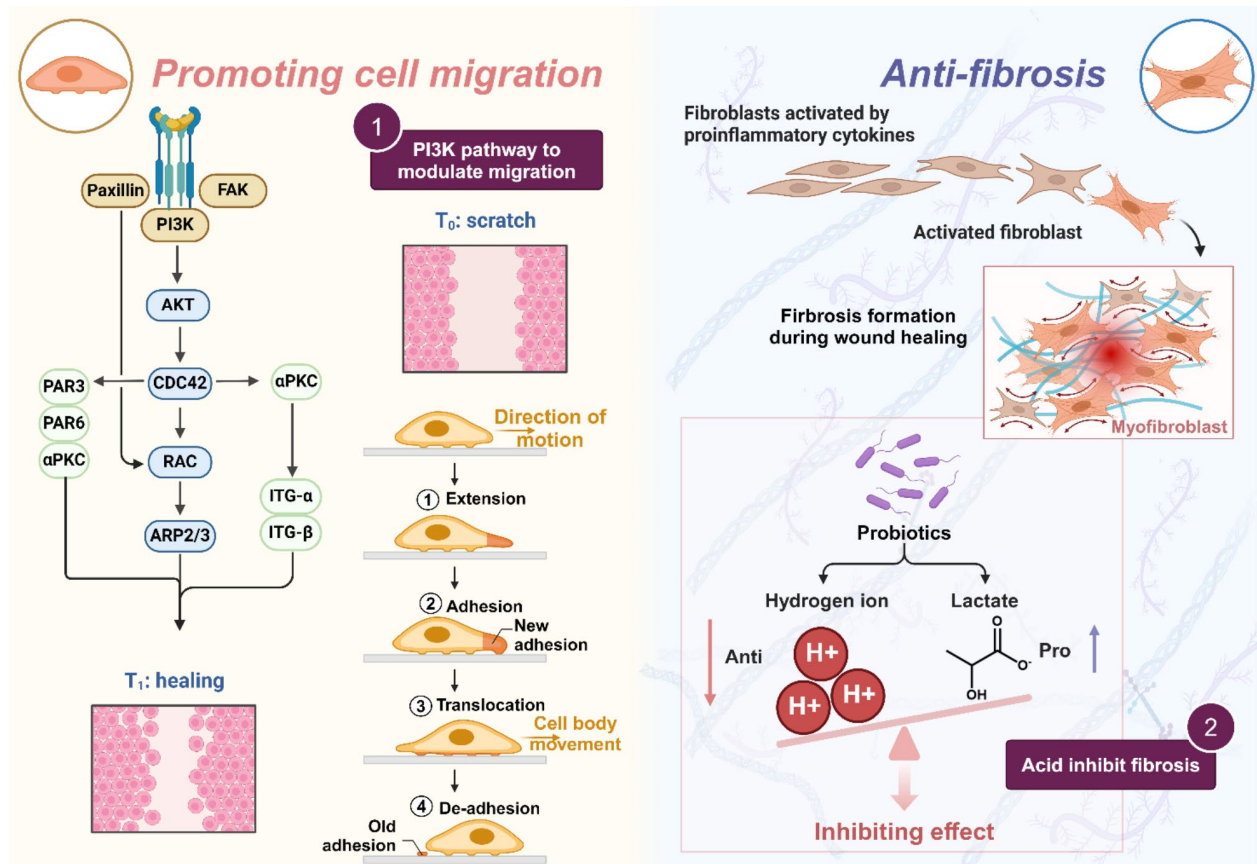 Promoting cell migration
1
PI3K pathway to
modulate migration
Paxillin
FAK
PI3K
AKT
PAR3
CDC42
αPKC
PAR6
αPKC
RAC
ITG-α
ARP2/3
ITG-β
T₁: healing
T₀: scratch
Direction of
motion
① Extension
② Adhesion
New
adhesion
③ Translocation
Cell body
movement
④ De-adhesion
Old
adhesion
Anti-fibrosis
Fibroblasts activated by
proinflammatory cytokines
Activated fibroblast
Firbrosis formation
during wound healing
Myofibroblast
Probiotics
Hydrogen ion
Lactate
Anti
H+
H+
H+
O
O-
OH
Pro
2
Acid inhibit fibrosis
Inhibiting effect